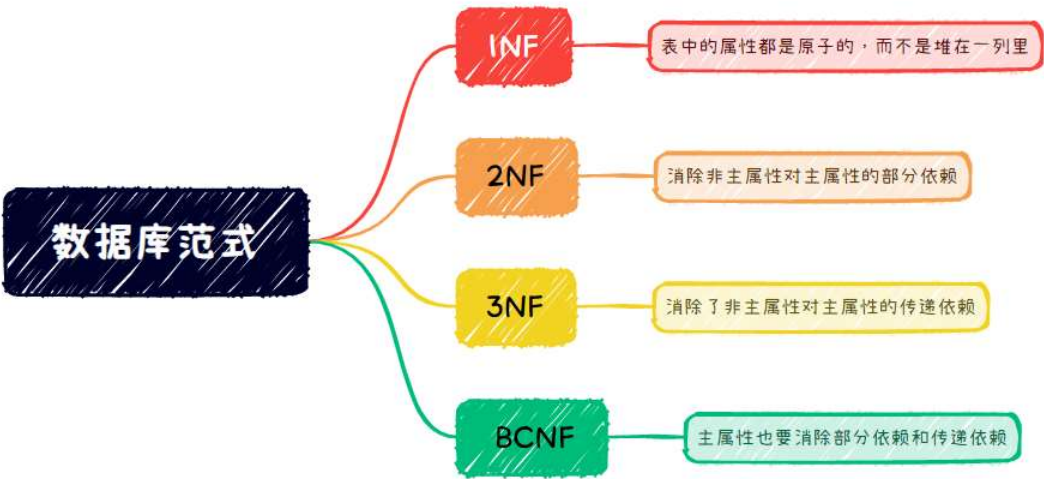 1NF
表中的属性都是原子的，而不是堆在一列里
2NF
消除非主属性对主属性的部分依赖
数据库范式
3NF
消除了非主属性对主属性的传递依赖
BCNF
主属性也要消除部分依赖和传递依赖